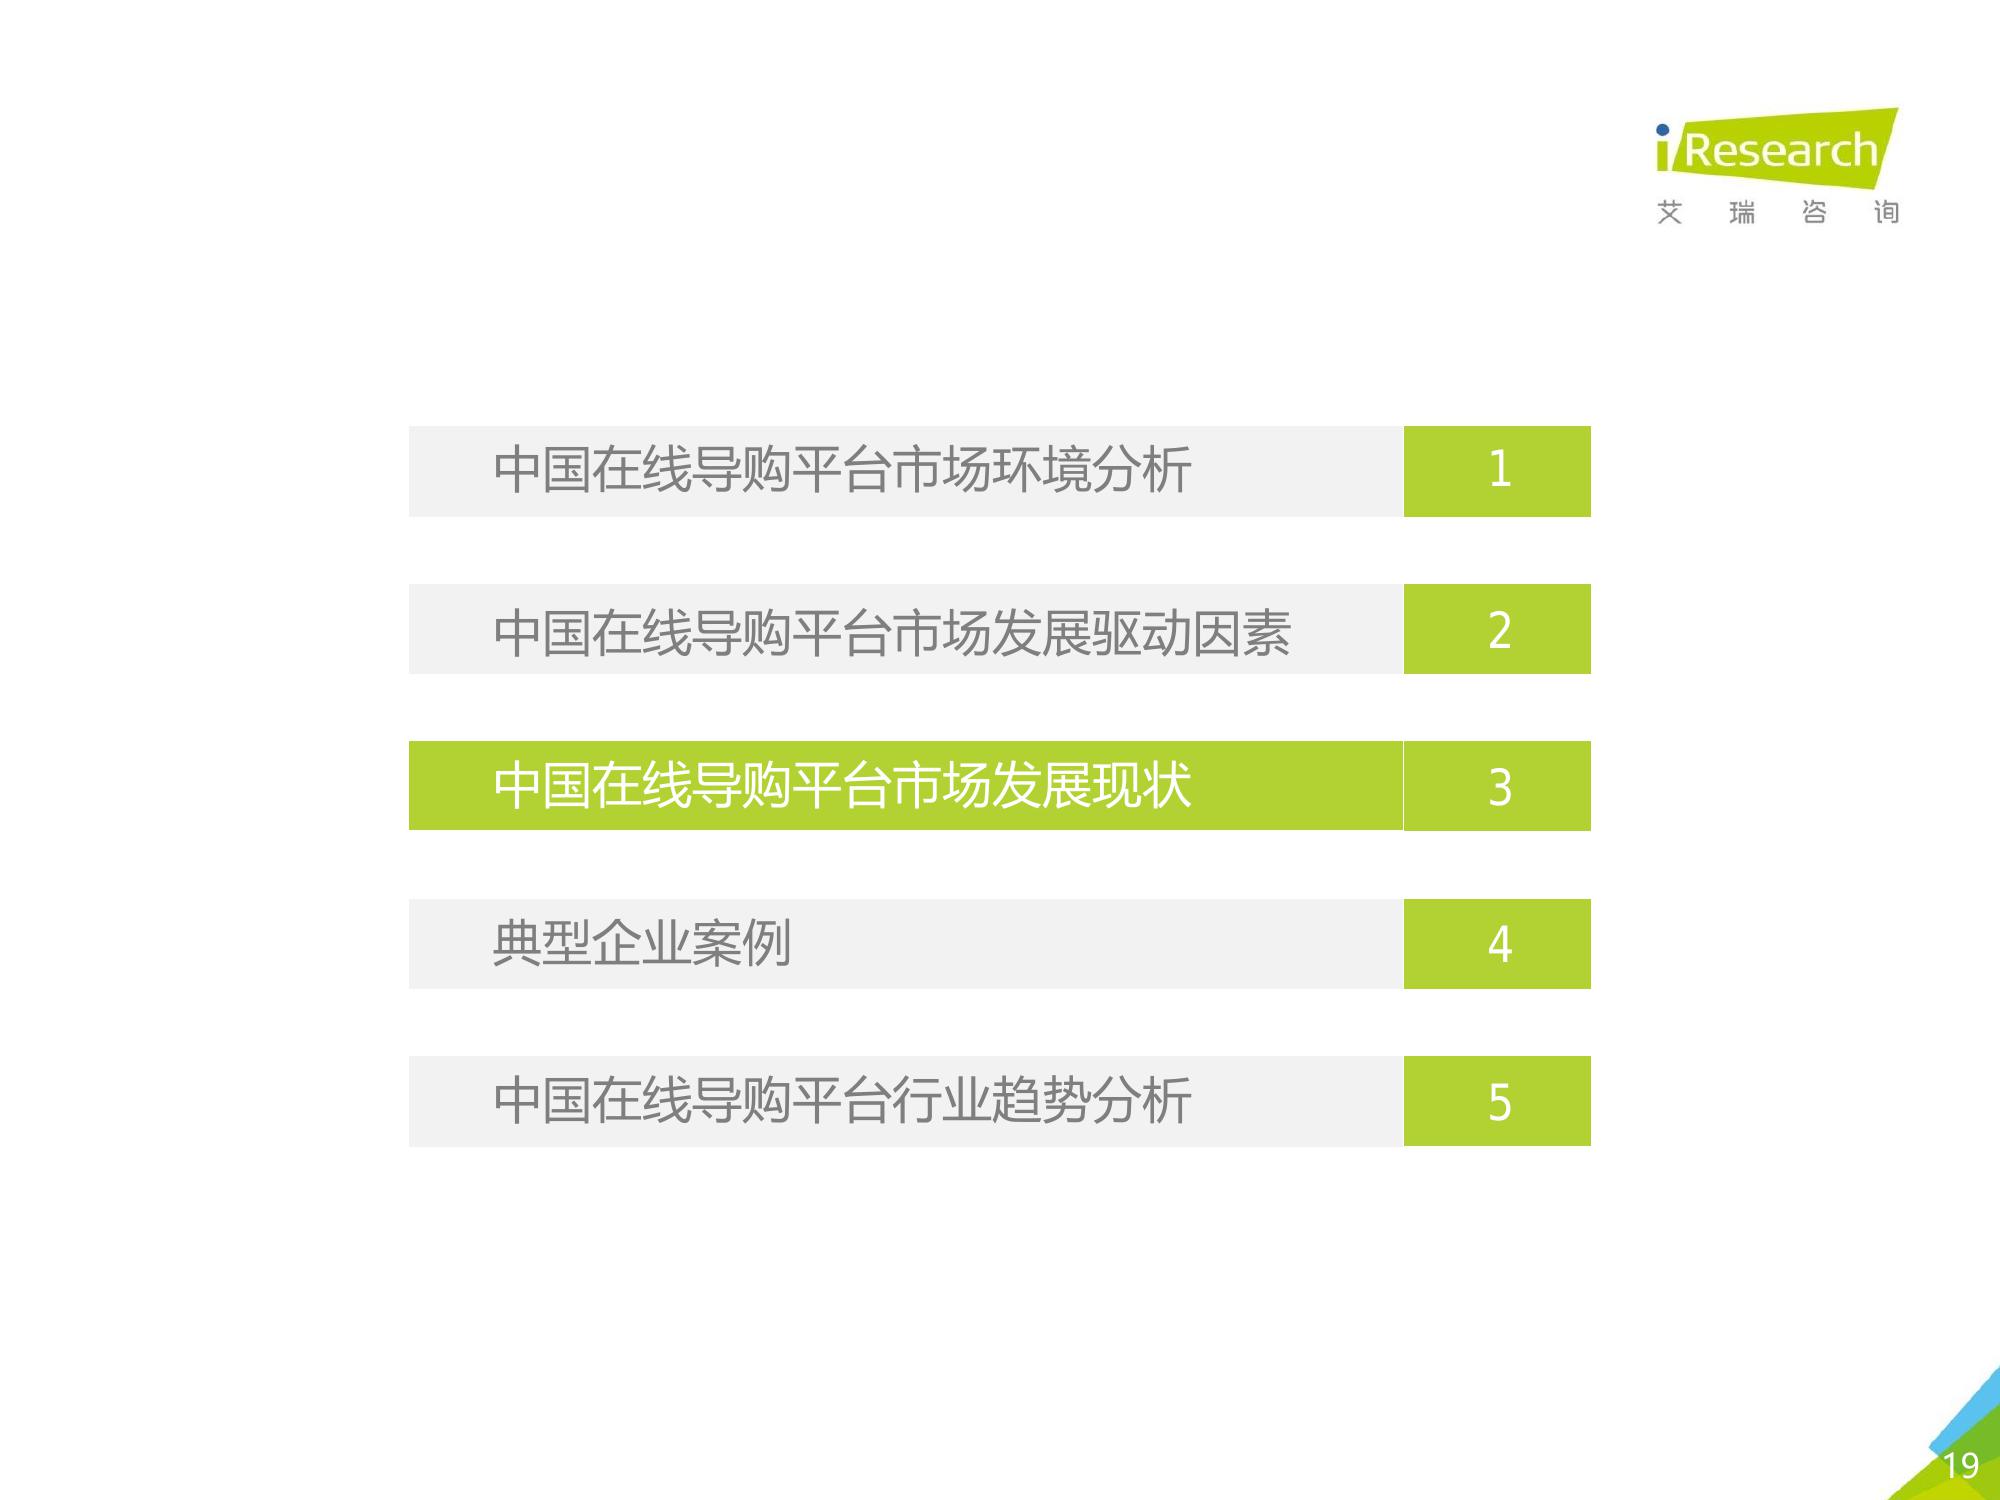 iResearch
艾瑞咨询
中国在线导购平台市场环境分析 1
中国在线导购平台市场发展驱动因素 2
中国在线导购平台市场发展现状 3
典型企业案例 4
中国在线导购平台行业趋势分析 5
19